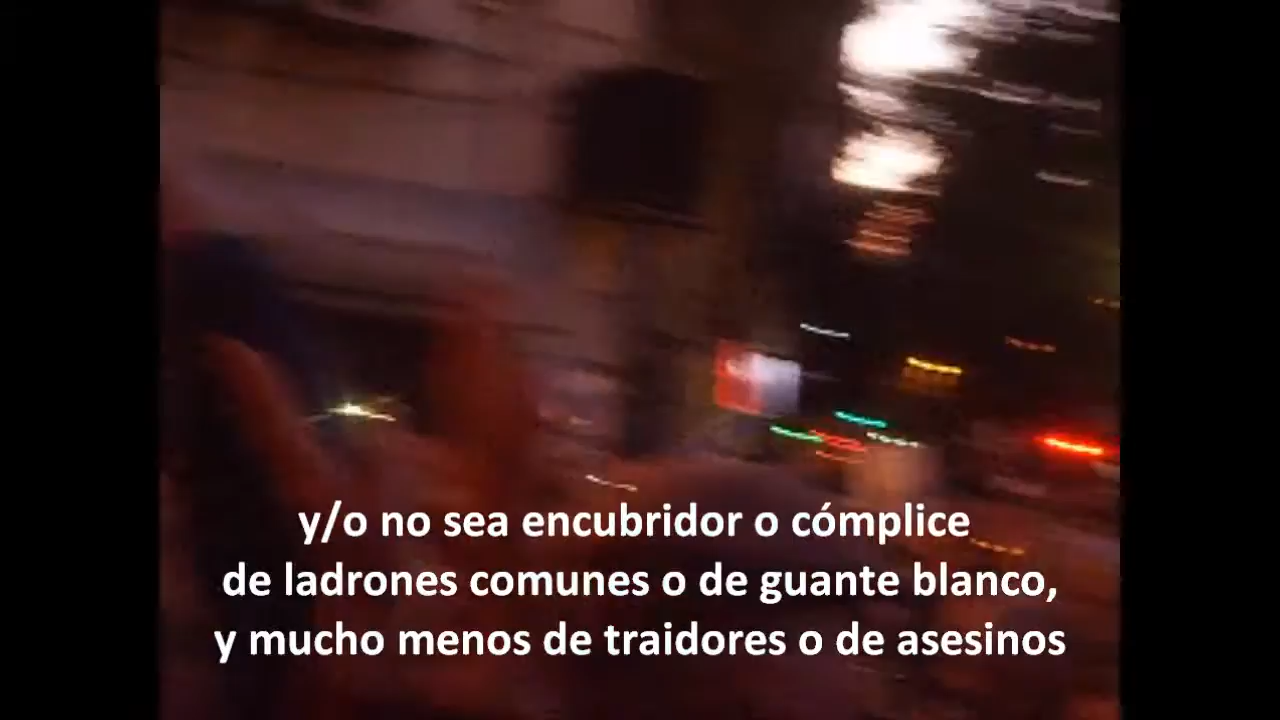 y/o no sea encubridor o cómplice
de ladrones comunes o de guante blanco,
y mucho menos de traidores o de asesinos